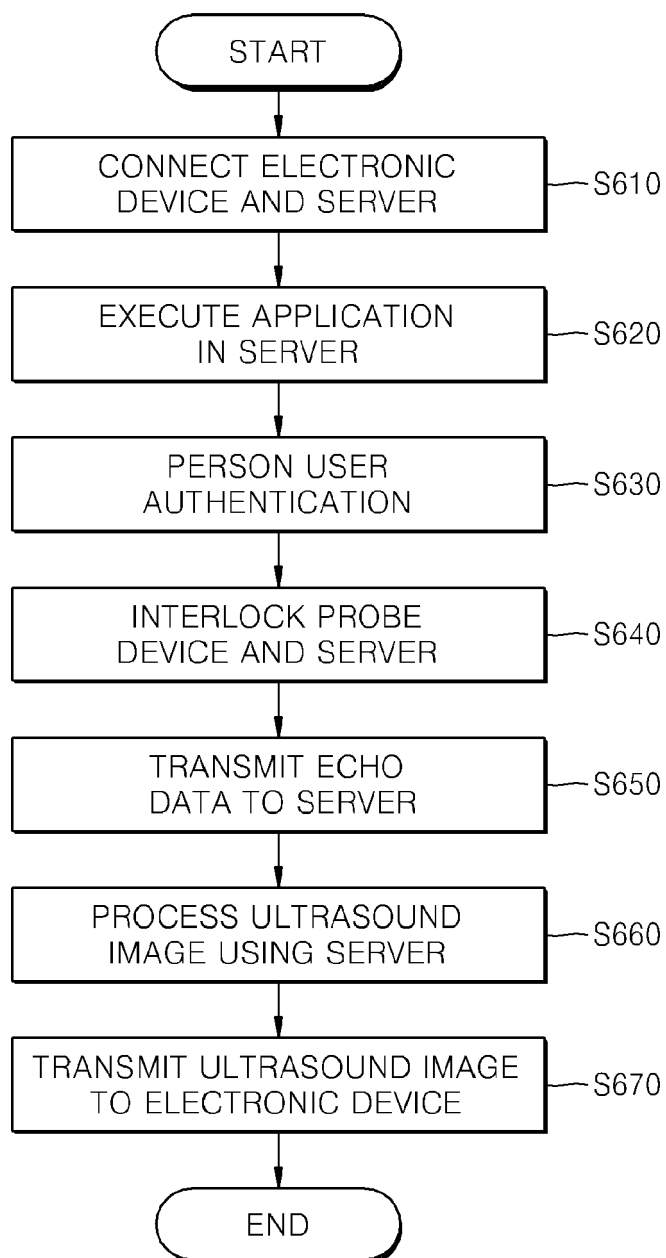 START
CONNECT ELECTRONIC
DEVICE AND SERVER
S610
EXECUTE APPLICATION
IN SERVER
S620
PERSON USER
AUTHENTICATION
S630
INTERLOCK PROBE
DEVICE AND SERVER
S640
TRANSMIT ECHO
DATA TO SERVER
S650
PROCESS ULTRASOUND
IMAGE USING SERVER
S660
TRANSMIT ULTRASOUND IMAGE
TO ELECTRONIC DEVICE
S670
END